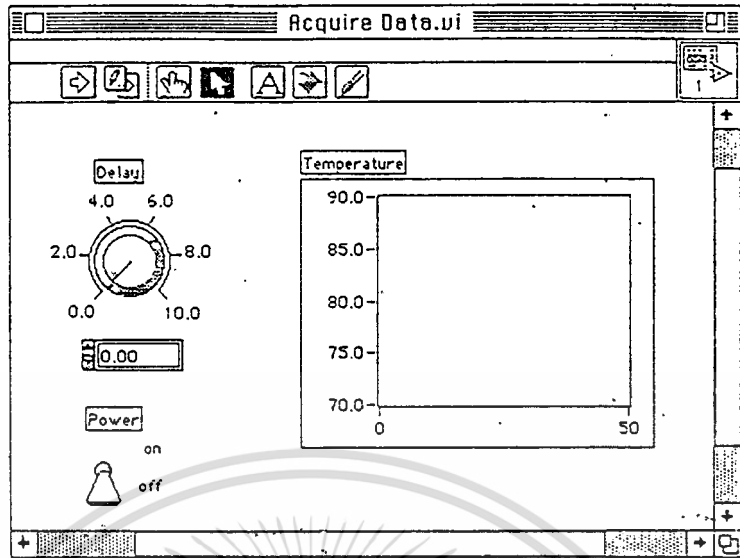 Acquire Data.vi
A
1
Delay
4.0 6.0
2.0 8.0
0.0 10.0
0.00
Power
on
off
Temperature
90.0
85.0
80.0
75.0
70.0
0 50